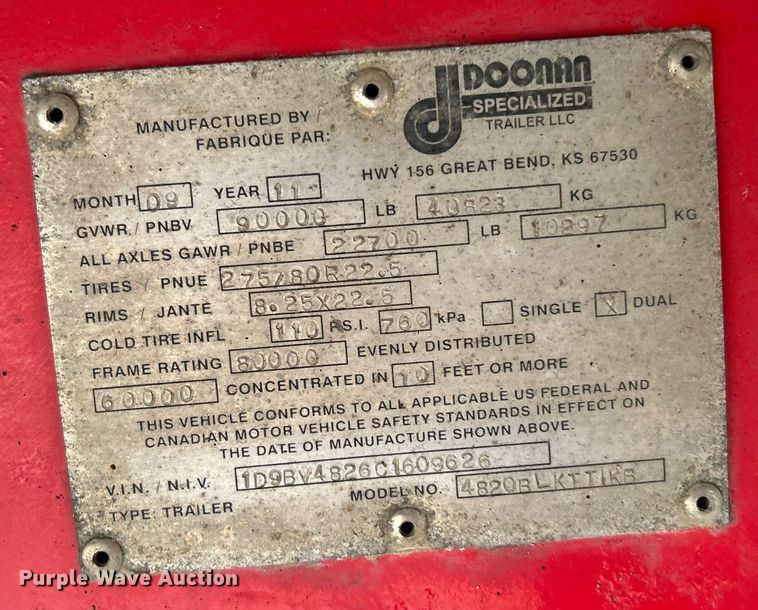 DOONAN
SPECIALIZED
TRAILER LLC
MANUFACTURED BY /
FABRIQUE PAR:
HWY 156 GREAT BEND, KS 67530
MONTH 09 YEAR 11
GVWR / PNBV 90000 LB 40823 KG
ALL AXLES GAWR / PNBE 22700 LB 10297 KG
TIRES / PNUE 275/80R22.5
RIMS / JANTE 8.25X22.5
COLD TIRE INFL 110 P.S.I. 760 kPa SINGLE X DUAL
FRAME RATING 80000 EVENLY DISTRIBUTED
60000 CONCENTRATED IN 10 FEET OR MORE
THIS VEHICLE CONFORMS TO ALL APPLICABLE US FEDERAL AND
CANADIAN MOTOR VEHICLE SAFETY STANDARDS IN EFFECT ON
THE DATE OF MANUFACTURE SHOWN ABOVE.
V.I.N. / N.I.V. 1D9BV4826C1609626
TYPE: TRAILER MODEL NO.
Purple Wave Auction